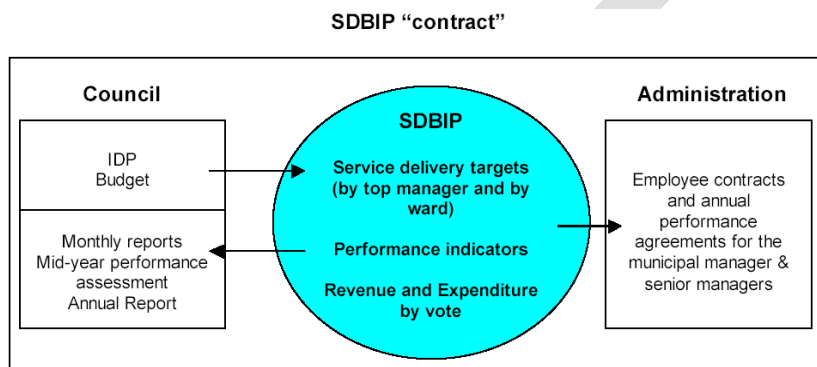 SDBIP “contract”
Council
IDP
Budget
Monthly reports
Mid-year performance
assessment
Annual Report
SDBIP
Service delivery targets
(by top manager and by
ward)
Performance indicators
Revenue and Expenditure
by vote
Administration
Employee contracts
and annual
performance
agreements for the
municipal manager &
senior managers